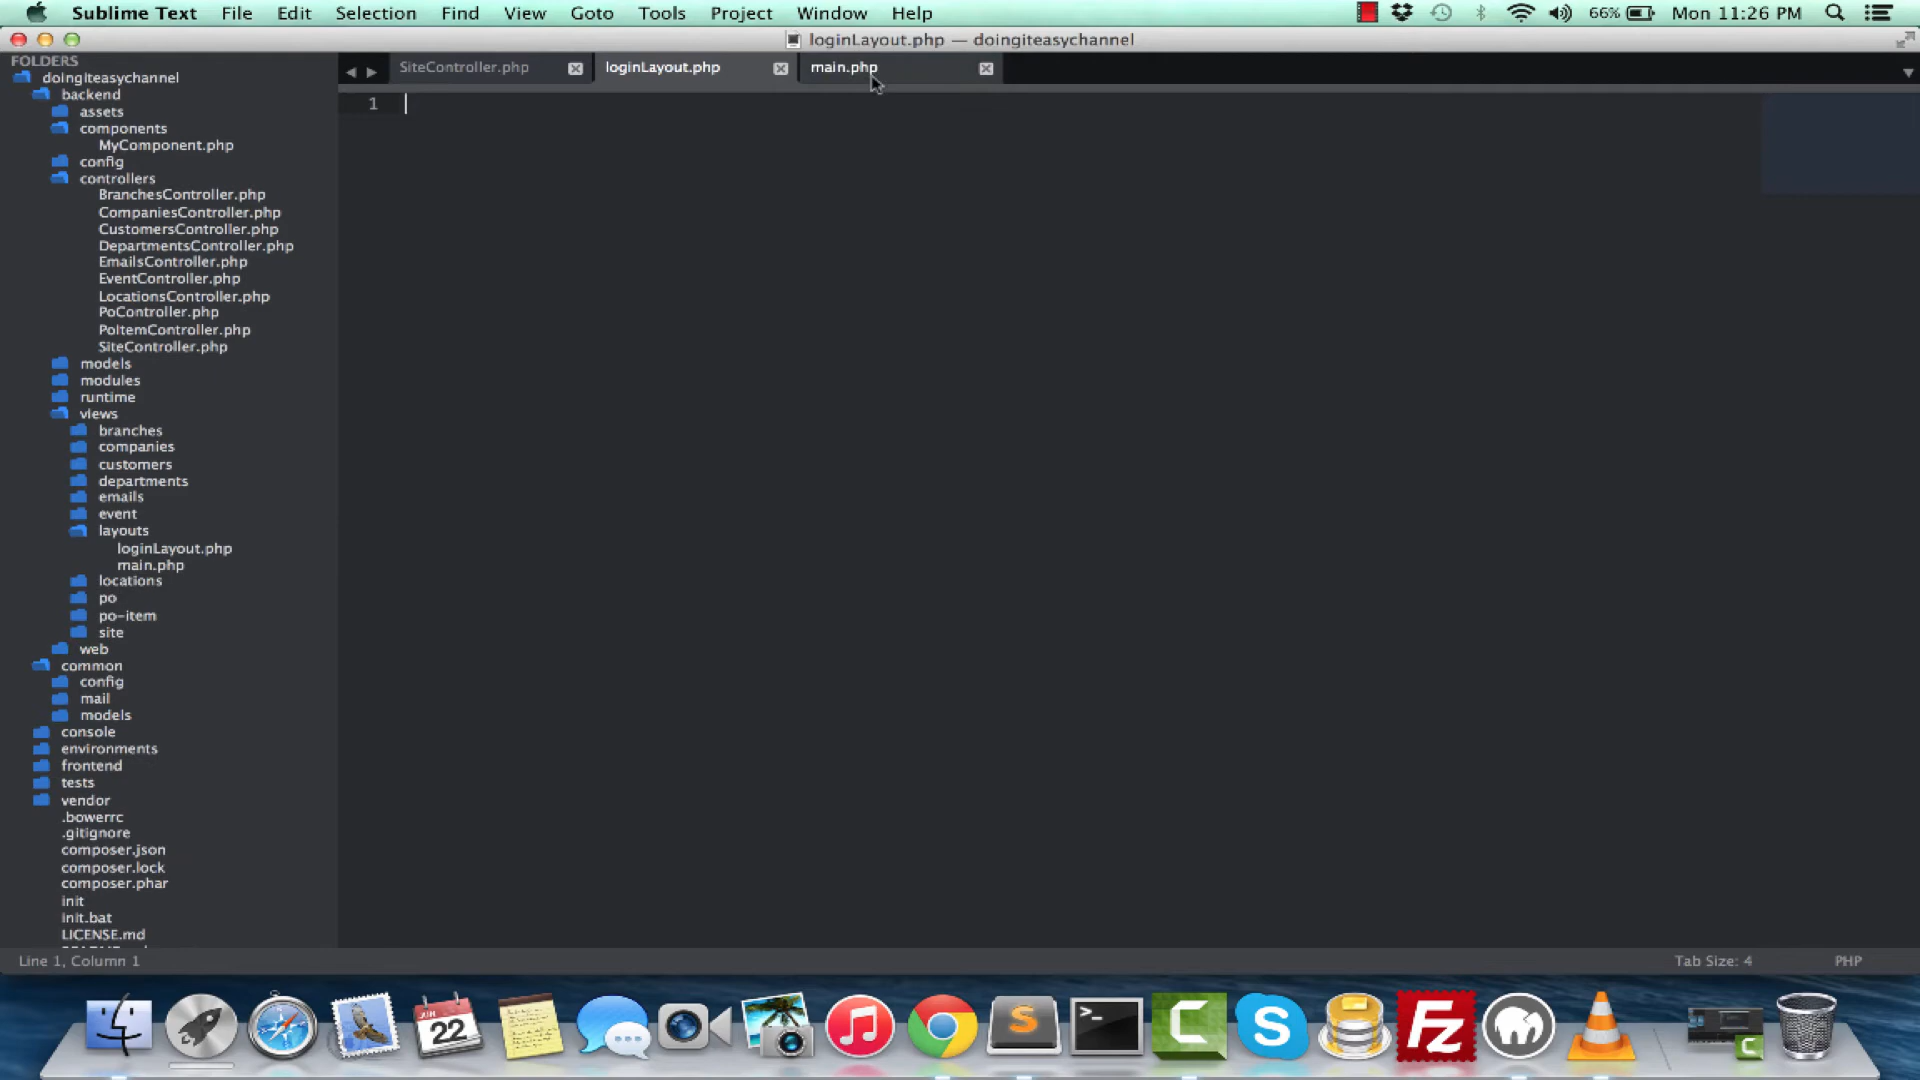 Sublime Text File Edit Selection Find View Goto Tools Project Window Help 66% Mon 11:26 PM
loginLayout.php — doingiteasychannel
FOLDERS
SiteController.php loginLayout.php main.php
1
doingiteasychannel
backend
assets
components
MyComponent.php
config
controllers
BranchesController.php
CompaniesController.php
CustomersController.php
DepartmentsController.php
EmailsController.php
EventController.php
LocationsController.php
PoController.php
PoItemController.php
SiteController.php
models
modules
runtime
views
branches
companies
customers
departments
emails
event
layouts
loginLayout.php
main.php
locations
po
po-item
site
web
common
config
mail
models
console
environments
frontend
tests
vendor
.bowerrc
.gitignore
composer.json
composer.lock
composer.phar
init
init.bat
LICENSE.md
Line 1, Column 1 Tab Size: 4 PHP
JUN
22
S
>_
C
S
Fz
C